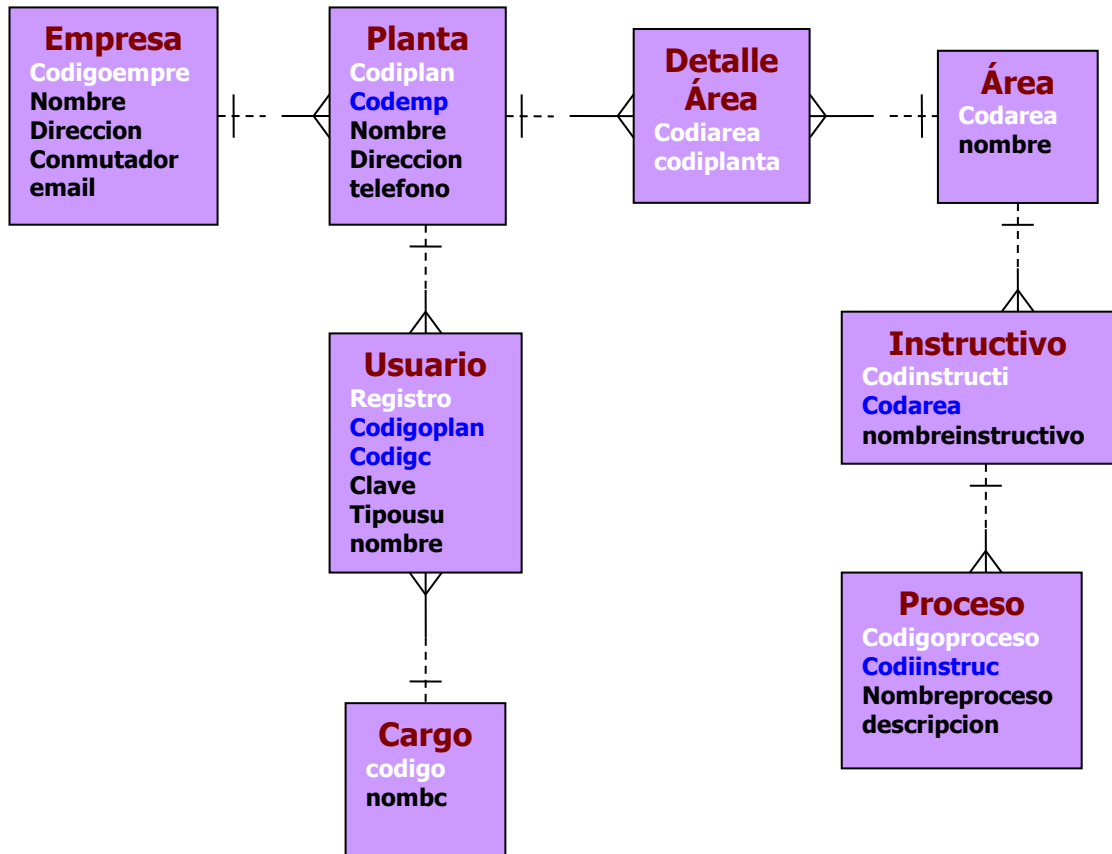 Empresa
Codigoempre
Nombre
Direccion
Conmutador
email
Planta
Codiplan
Codemp
Nombre
Direccion
telefono
Detalle
Área
Codiarea
codiplanta
Área
Codarea
nombre
Usuario
Registro
Codigoplan
Codigc
Clave
Tipousu
nombre
Instructivo
Codinstructi
Codarea
nombreinstructivo
Cargo
codigo
nombc
Proceso
Codigoproceso
Codiinstruc
Nombreproceso
descripcion